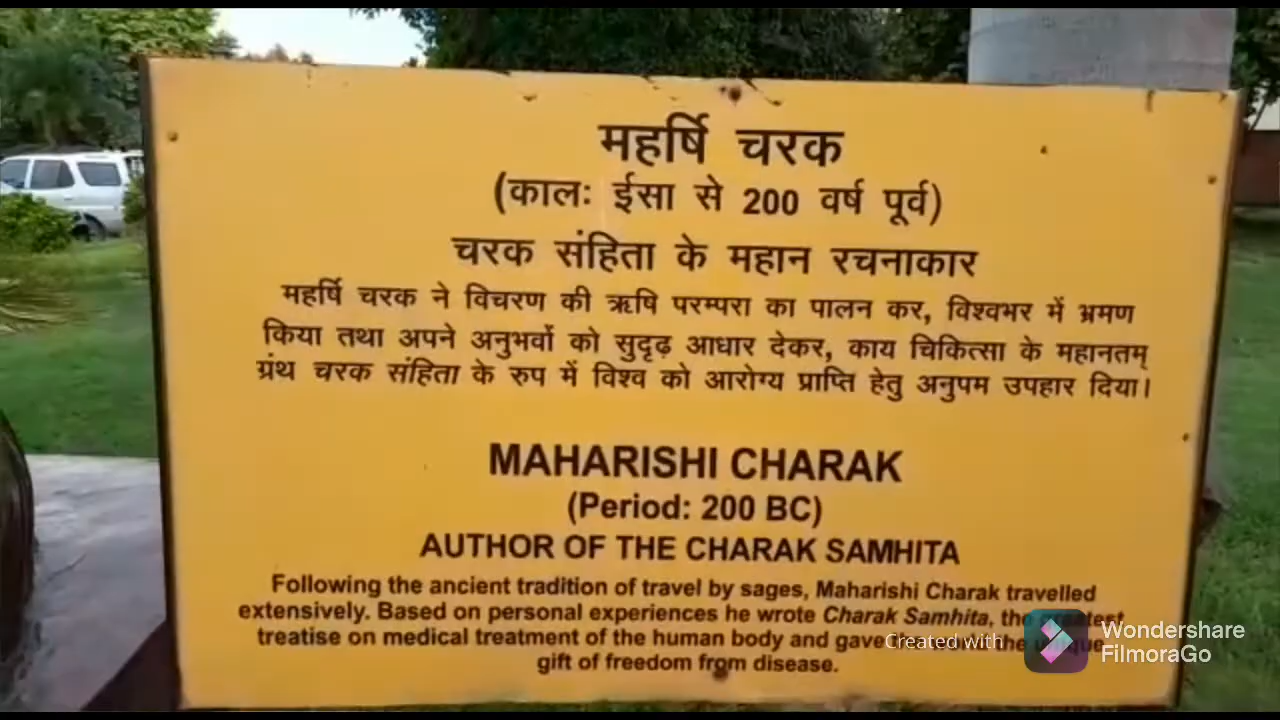 महर्षि चरक
(कालः ईसा से 200 वर्ष पूर्व)
चरक संहिता के महान रचनाकार
महर्षि चरक ने विचरण की ऋषि परम्परा का पालन कर, विश्वभर में भ्रमण
किया तथा अपने अनुभवों को सुदृढ़ आधार देकर, काय चिकित्सा के महानतम्
ग्रंथ चरक संहिता के रुप में विश्व को आरोग्य प्राप्ति हेतु अनुपम उपहार दिया।
MAHARISHI CHARAK
(Period: 200 BC)
AUTHOR OF THE CHARAK SAMHITA
Following the ancient tradition of travel by sages, Maharishi Charak travelled
extensively. Based on personal experiences he wrote Charak Samhita, the greatest
treatise on medical treatment of the human body and gave the
gift of freedom from disease.
Created with Wondershare
FilmoraGo